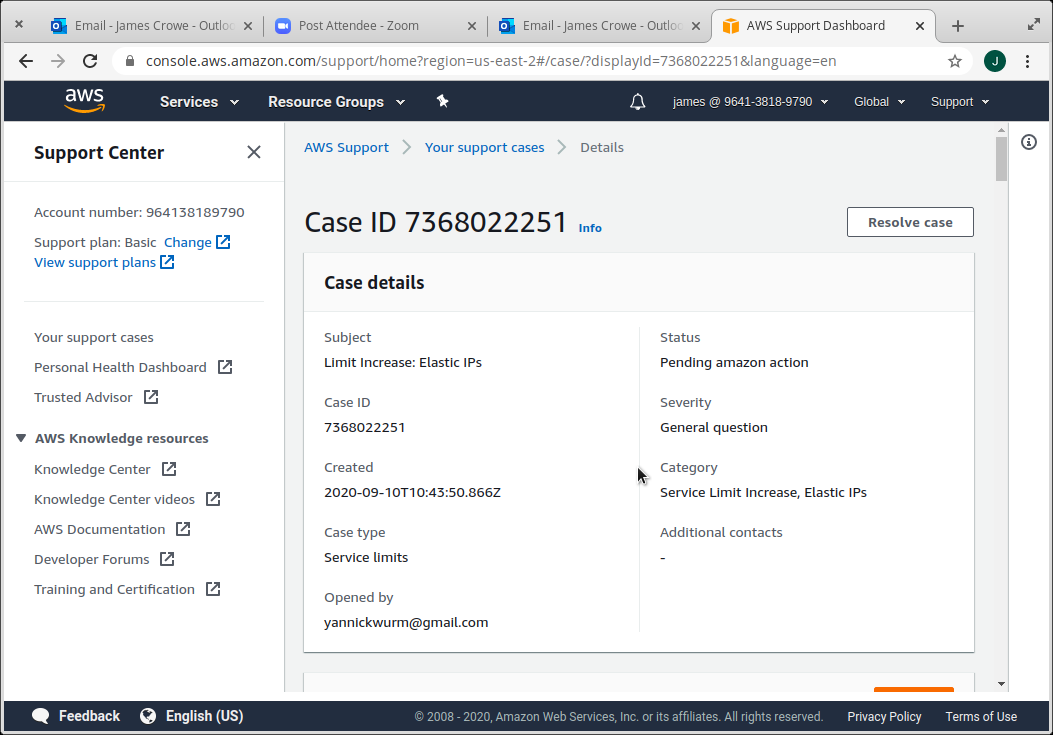 Email - James Crowe - Outloo
Post Attendee - Zoom
Email - James Crowe - Outloo
AWS Support Dashboard
console.aws.amazon.com/support/home?region=us-east-2#/case/?displayId=7368022251&language=en
J
aws
Services
Resource Groups
james @ 9641-3818-9790
Global
Support
Support Center
Account number: 964138189790
Support plan: Basic Change
View support plans
Your support cases
Personal Health Dashboard
Trusted Advisor
AWS Knowledge resources
Knowledge Center
Knowledge Center videos
AWS Documentation
Developer Forums
Training and Certification
AWS Support
Your support cases
Details
Case ID 7368022251 Info
Resolve case
Case details
Subject
Limit Increase: Elastic IPs
Case ID
7368022251
Created
2020-09-10T10:43:50.866Z
Case type
Service limits
Opened by
yannickwurm@gmail.com
Status
Pending amazon action
Severity
General question
Category
Service Limit Increase, Elastic IPs
Additional contacts
-
Feedback
English (US)
© 2008 - 2020, Amazon Web Services, Inc. or its affiliates. All rights reserved.
Privacy Policy
Terms of Use